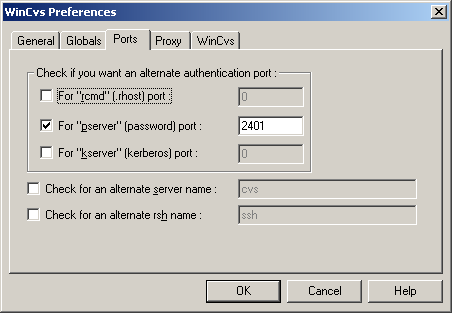 WinCvs Preferences
General Globals Ports Proxy WinCvs
Check if you want an alternate authentication port :
For "rcmd" (.rhost) port : 0
For "pserver" (password) port : 2401
For "kserver" (kerberos) port : 0
Check for an alternate server name : cvs
Check for an alternate rsh name : ssh
OK Cancel Help